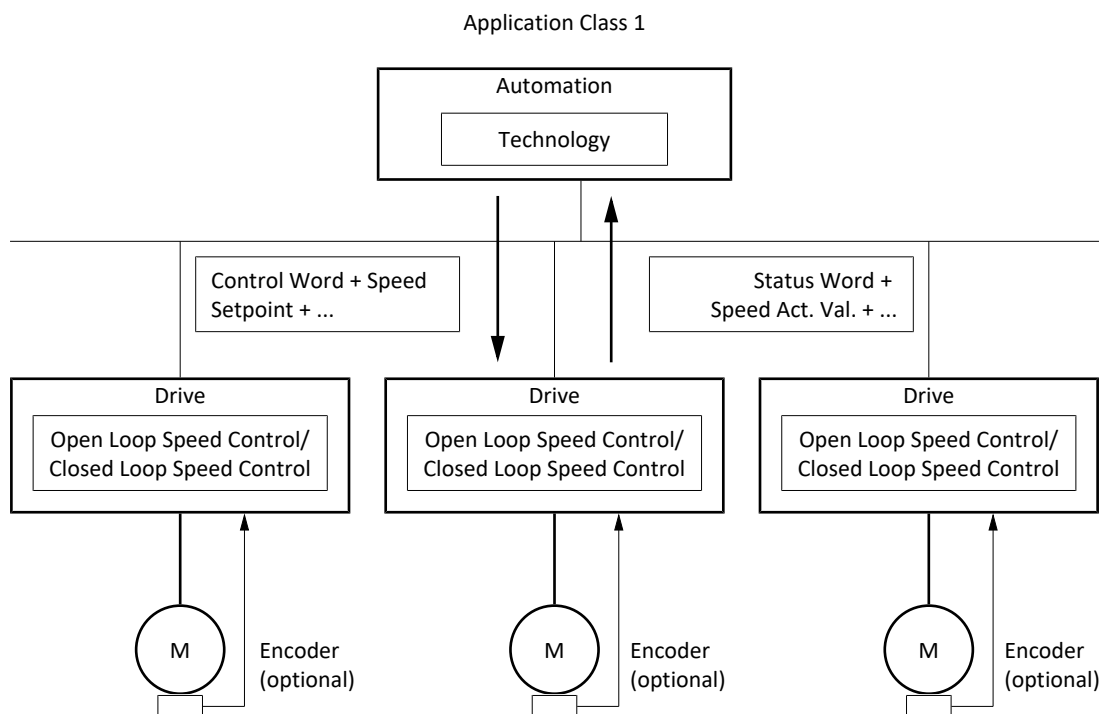 Application Class 1
Automation
Technology
Control Word + Speed
Setpoint + ...
Status Word +
Speed Act. Val. + ...
Drive
Open Loop Speed Control/
Closed Loop Speed Control
Drive
Open Loop Speed Control/
Closed Loop Speed Control
Drive
Open Loop Speed Control/
Closed Loop Speed Control
M
Encoder
(optional)
M
Encoder
(optional)
M
Encoder
(optional)